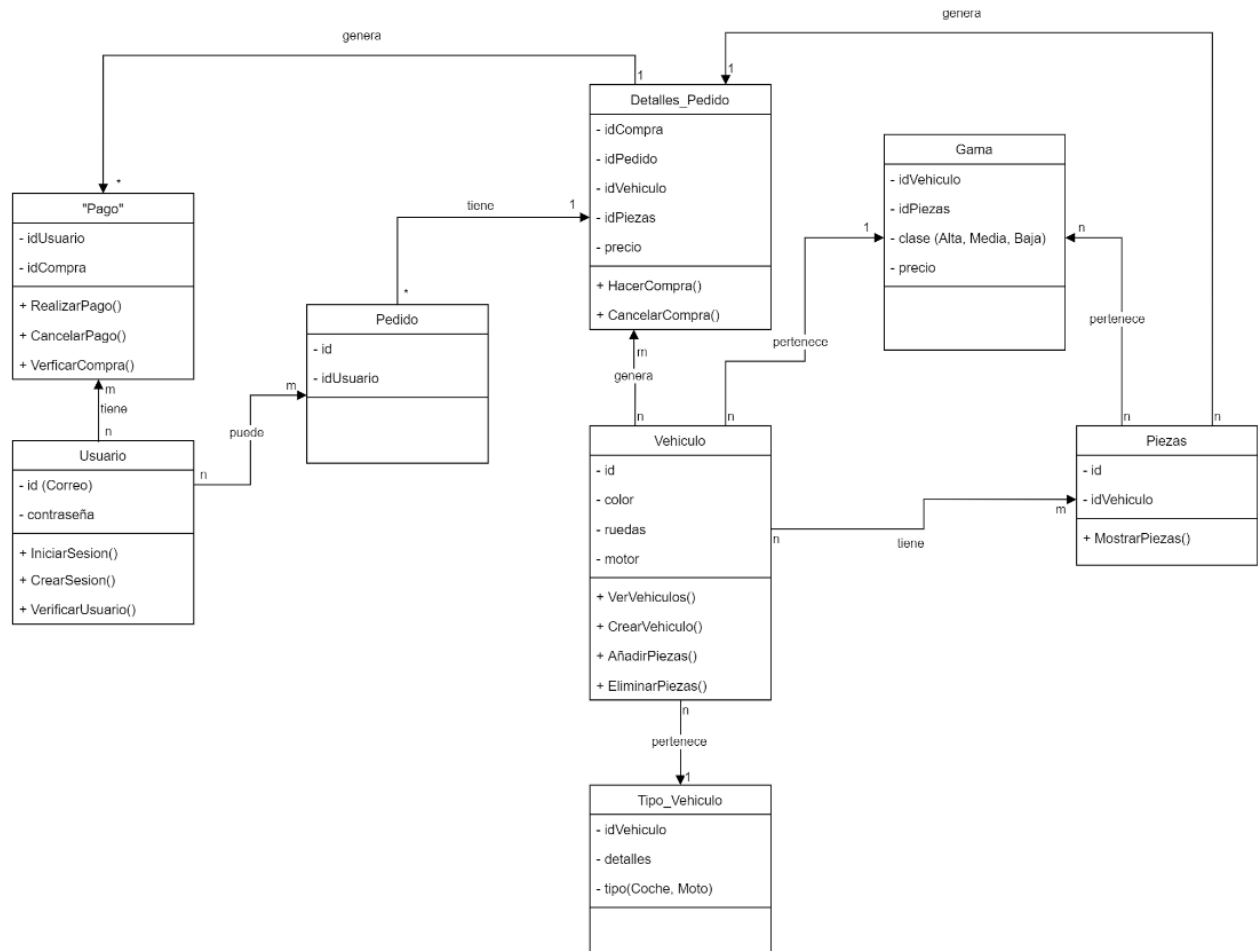 genera
genera
1
1
Detalles_Pedido
- idCompra
- idPedido
- idVehiculo
- idPiezas
- precio
+ HacerCompra()
+ CancelarCompra()
Gama
- idVehiculo
- idPiezas
- clase (Alta, Media, Baja)
- precio
*
"Pago"
- idUsuario
- idCompra
+ RealizarPago()
+ CancelarPago()
+ VerficarCompra()
tiene
1
*
1
n
pertenece
pertenece
Pedido
- id
- idUsuario
m
tiene
n
m
puede
n
m
genera
n
n
n
n
Usuario
- id (Correo)
- contraseña
+ IniciarSesion()
+ CrearSesion()
+ VerificarUsuario()
Vehiculo
- id
- color
- ruedas
- motor
+ VerVehiculos()
+ CrearVehiculo()
+ AñadirPiezas()
+ EliminarPiezas()
n
tiene
m
Piezas
- id
- idVehiculo
+ MostrarPiezas()
n
pertenece
1
Tipo_Vehiculo
- idVehiculo
- detalles
- tipo(Coche, Moto)